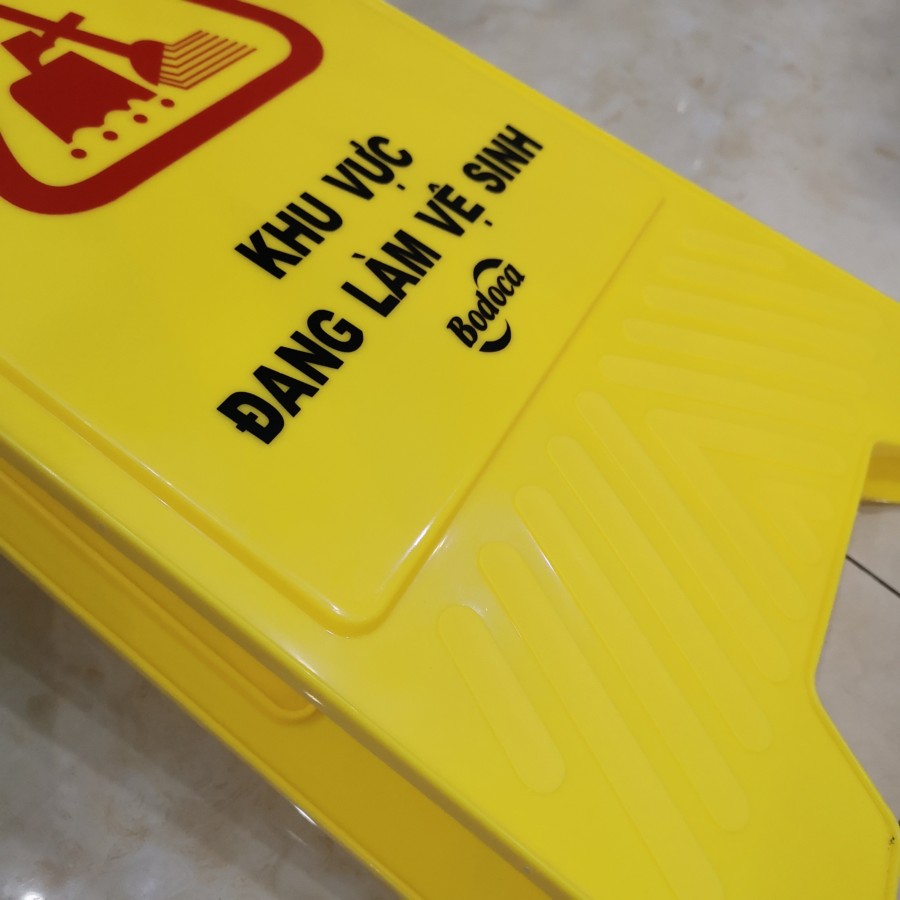 KHU VỰC
ĐANG LÀM VỆ SINH
Bodoca